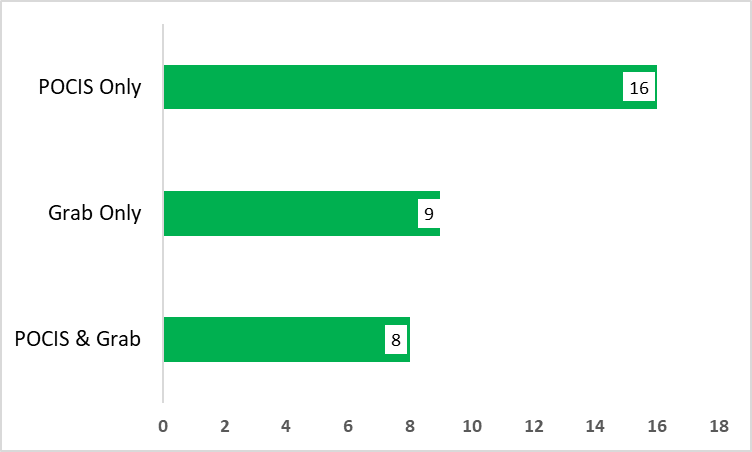 POCIS Only
16
Grab Only
9
POCIS & Grab
8
0 2 4 6 8 10 12 14 16 18